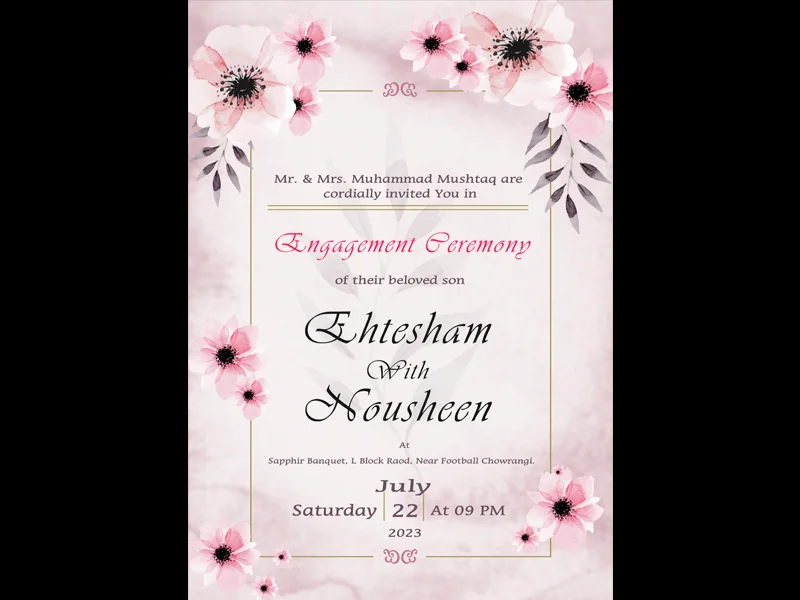 Mr. & Mrs. Muhammad Mushtaq are
cordially invited You in
Engagement Ceremony
of their beloved son
Ehtesham
With
Nousheen
At
Sapphir Banquet, L Block Raod, Near Football Chowrangi.
July
Saturday 22 At 09 PM
2023